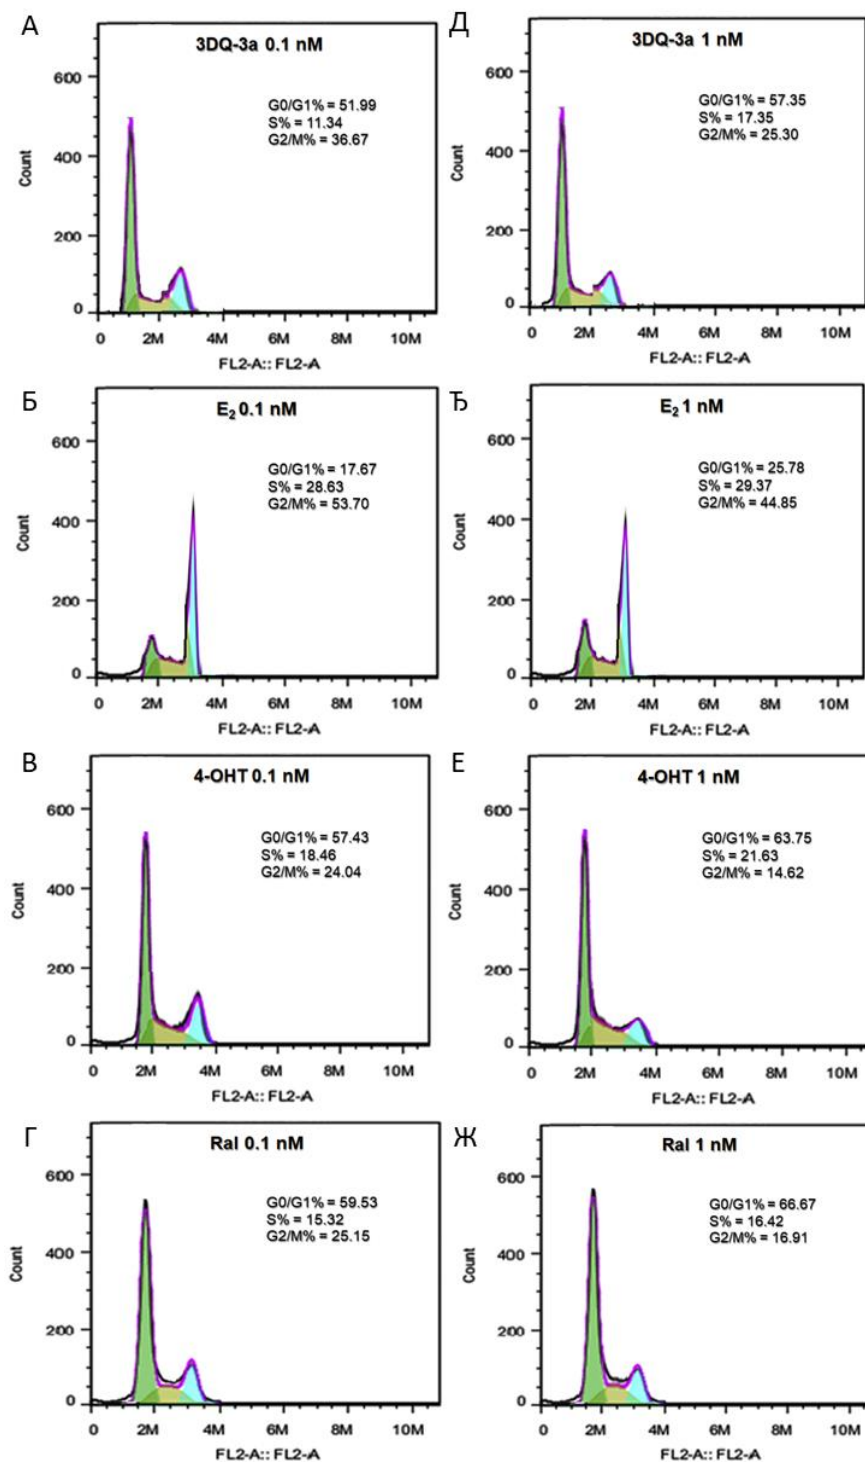 А
3DQ-3a 0.1 nM
G0/G1% = 51.99
S% = 11.34
G2/M% = 36.67
600
400
200
0
Count
0 2M 4M 6M 8M 10M
FL2-A:: FL2-A
Д
3DQ-3a 1 nM
G0/G1% = 57.35
S% = 17.35
G2/M% = 25.30
600
400
200
0
Count
0 2M 4M 6M 8M 10M
FL2-A:: FL2-A
Б
E2 0.1 nM
G0/G1% = 17.67
S% = 28.63
G2/M% = 53.70
600
400
200
0
Count
0 2M 4M 6M 8M 10M
FL2-A:: FL2-A
Ђ
E2 1 nM
G0/G1% = 25.78
S% = 29.37
G2/M% = 44.85
600
400
200
0
Count
0 2M 4M 6M 8M 10M
FL2-A:: FL2-A
В
4-OHT 0.1 nM
G0/G1% = 57.43
S% = 18.46
G2/M% = 24.04
600
400
200
0
Count
0 2M 4M 6M 8M 10M
FL2-A:: FL2-A
Е
4-OHT 1 nM
G0/G1% = 63.75
S% = 21.63
G2/M% = 14.62
600
400
200
0
Count
0 2M 4M 6M 8M 10M
FL2-A:: FL2-A
Г
Ral 0.1 nM
G0/G1% = 59.53
S% = 15.32
G2/M% = 25.15
600
400
200
0
Count
0 2M 4M 6M 8M 10M
FL2-A:: FL2-A
Ж
Ral 1 nM
G0/G1% = 66.67
S% = 16.42
G2/M% = 16.91
600
400
200
0
Count
0 2M 4M 6M 8M 10M
FL2-A:: FL2-A